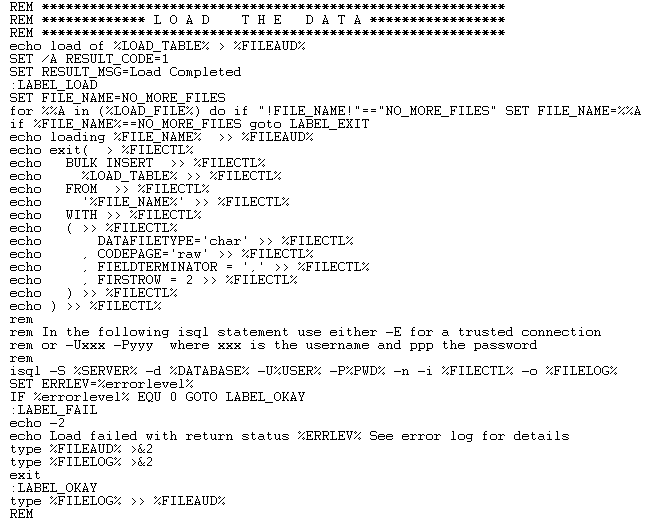 REM *********************************************************
REM ************* L O A D   T H E   D A T A *****************
REM *********************************************************
echo load of %LOAD_TABLE% > %FILEAUD%
SET /A RESULT_CODE=1
SET RESULT_MSG=Load Completed
:LABEL_LOAD
SET FILE_NAME=NO_MORE_FILES
for %%A in (%LOAD_FILE%) do if "!FILE_NAME!"=="NO_MORE_FILES" SET FILE_NAME=%%A
if %FILE_NAME%==NO_MORE_FILES goto LABEL_EXIT
echo loading %FILE_NAME%  >> %FILEAUD%
echo exit(  > %FILECTL%
echo   BULK INSERT  >> %FILECTL%
echo     %LOAD_TABLE% >> %FILECTL%
echo   FROM  >> %FILECTL%
echo     '%FILE_NAME%' >> %FILECTL%
echo   WITH >> %FILECTL%
echo   ( >> %FILECTL%
echo       DATAFILETYPE='char' >> %FILECTL%
echo     , CODEPAGE='raw' >> %FILECTL%
echo     , FIELDTERMINATOR = ',' >> %FILECTL%
echo     , FIRSTROW = 2 >> %FILECTL%
echo   ) >> %FILECTL%
echo ) >> %FILECTL%
rem
rem In the following isql statement use either -E for a trusted connection
rem or -Uxxx -Pyyy  where xxx is the username and ppp the password
rem
isql -S %SERVER% -d %DATABASE% -U%USER% -P%PWD% -n -i %FILECTL% -o %FILELOG%
SET ERRLEV=%errorlevel%
IF %errorlevel% EQU 0 GOTO LABEL_OKAY
:LABEL_FAIL
echo -2
echo Load failed with return status %ERRLEV% See error log for details
type %FILEAUD% >&2
type %FILELOG% >&2
exit
:LABEL_OKAY
type %FILELOG% >> %FILEAUD%
REM